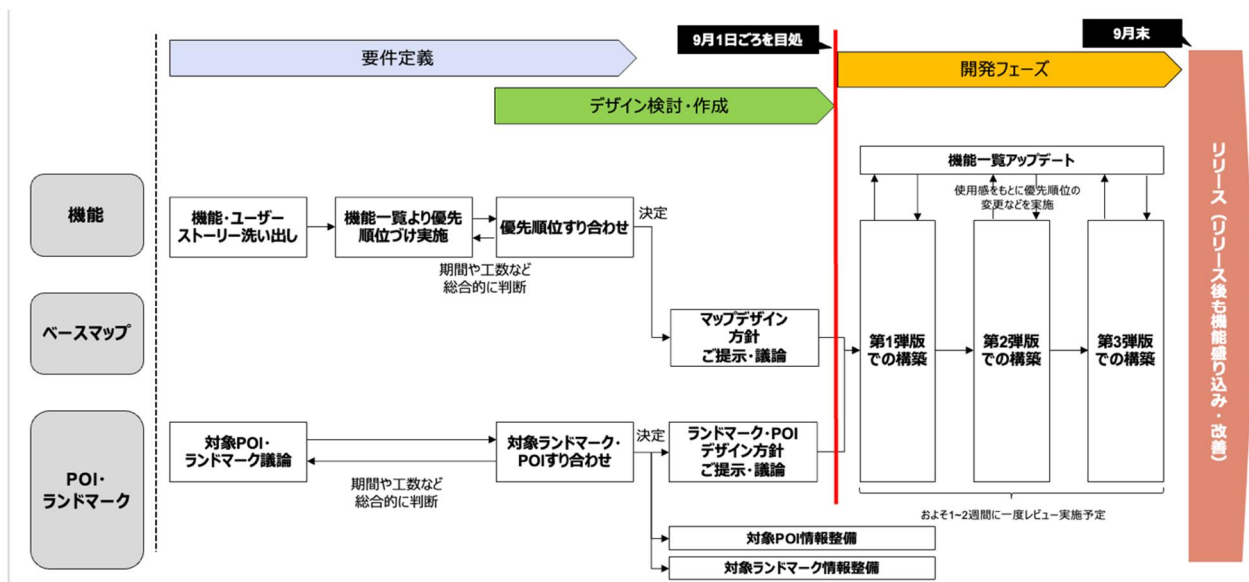 9月1日ごろを目処
9月末
要件定義
開発フェーズ
デザイン検討・作成
機能一覧アップデート
使用感をもとに優先順位の
変更などを実施
機能
機能・ユーザー
ストーリー洗い出し
機能一覧より優先
順位づけ実施
優先順位すり合わせ
決定
期間や工数など
総合的に判断
ベースマップ
マップデザイン
方針
ご提示・議論
第1弾版
での構築
第2弾版
での構築
第3弾版
での構築
POI・
ランドマーク
対象POI・
ランドマーク議論
対象ランドマーク・
POIすり合わせ
決定
ランドマーク・POI
デザイン方針
ご提示・議論
期間や工数など
総合的に判断
およそ1~2週間に一度レビュー実施予定
対象POI情報整備
対象ランドマーク情報整備
リリース（リリース後も機能盛り込み・改善）